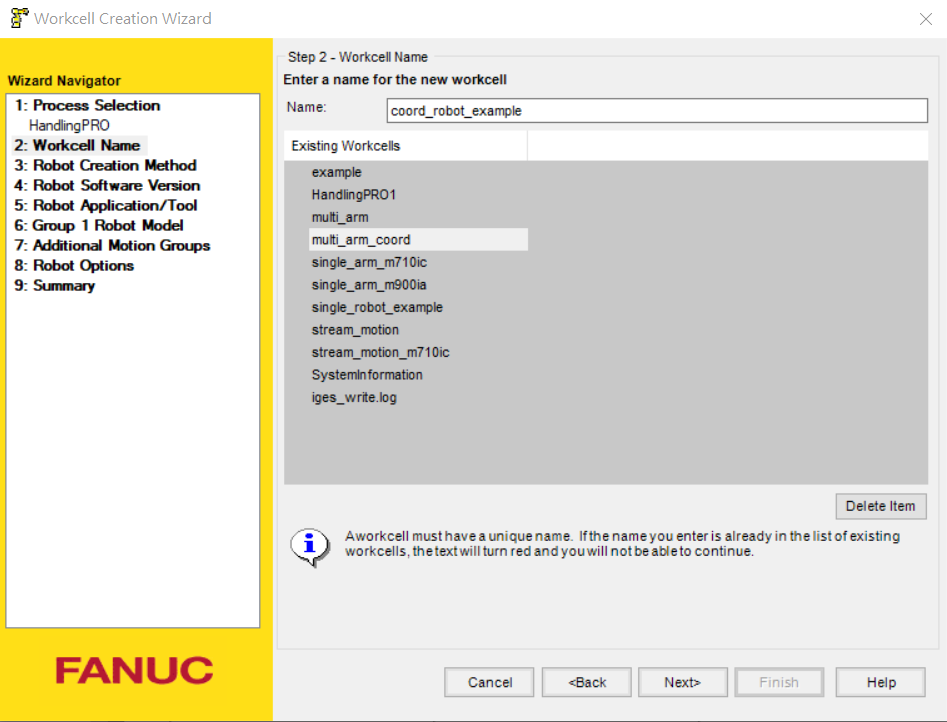 Workcell Creation Wizard
Wizard Navigator
1: Process Selection
HandlingPRO
2: Workcell Name
3: Robot Creation Method
4: Robot Software Version
5: Robot Application/Tool
6: Group 1 Robot Model
7: Additional Motion Groups
8: Robot Options
9: Summary
FANUC
Step 2 - Workcell Name
Enter a name for the new workcell
Name: coord_robot_example
Existing Workcells
example
HandlingPRO1
multi_arm
multi_arm_coord
single_arm_m710ic
single_arm_m900ia
single_robot_example
stream_motion
stream_motion_m710ic
SystemInformation
iges_write.log
Delete Item
A workcell must have a unique name. If the name you enter is already in the list of existing
workcells, the text will turn red and you will not be able to continue.
Cancel <Back Next> Finish Help